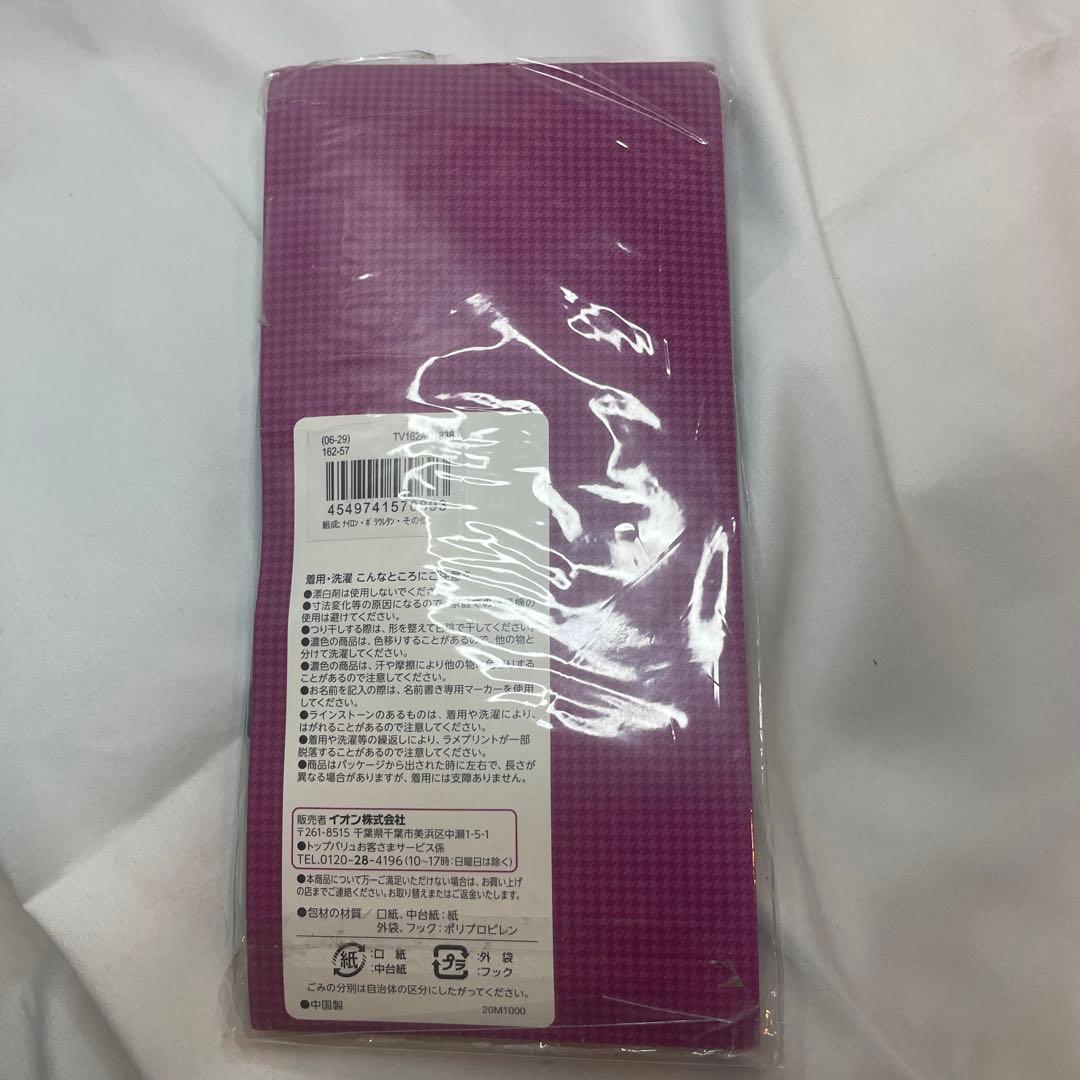 (06-29)
162-57
組成: ナイロン・ポリウレタン・その他
着用・洗濯 こんなところにご注意
●漂白剤は使用しないでください。
●寸法変化等の原因になるので、家庭での
使用は避けてください。
●つり干しする際は、形を整えて日陰で干してください。
●濃色の商品は、色移りすることがあるので、他の物と
分けて洗濯してください。
●濃色の商品は、汗や摩擦により他の物に色移りする
ことがあるので注意してください。
●お名前を記入の際は、名前書き専用マーカーを使用
してください。
●ラインストーンのあるものは、着用や洗濯により、
はがれることがあるので注意してください。
●着用や洗濯等の繰返しにより、ラメプリントが一部
脱落することがあるので注意してください。
●商品はパッケージから出された時に左右で、長さが
異なる場合がありますが、着用には支障ありません。
販売者 イオン株式会社
〒261-8515 千葉県千葉市美浜区中瀬1-5-1
●トップバリュお客さまサービス係
TEL.0120-28-4196(10〜17時:日曜日は除く)
●本商品について万一ご満足いただけない場合は、お買い上げ
の店までご連絡ください。お取り替えまたはご返金いたします。
●包材の材質/ 口紙、中台紙:紙
外袋、フック:ポリプロピレン
紙 :口 紙 プラ :外 袋
:中台紙 :フック
ごみの分別は自治体の区分にしたがってください。
●中国製 20M1000